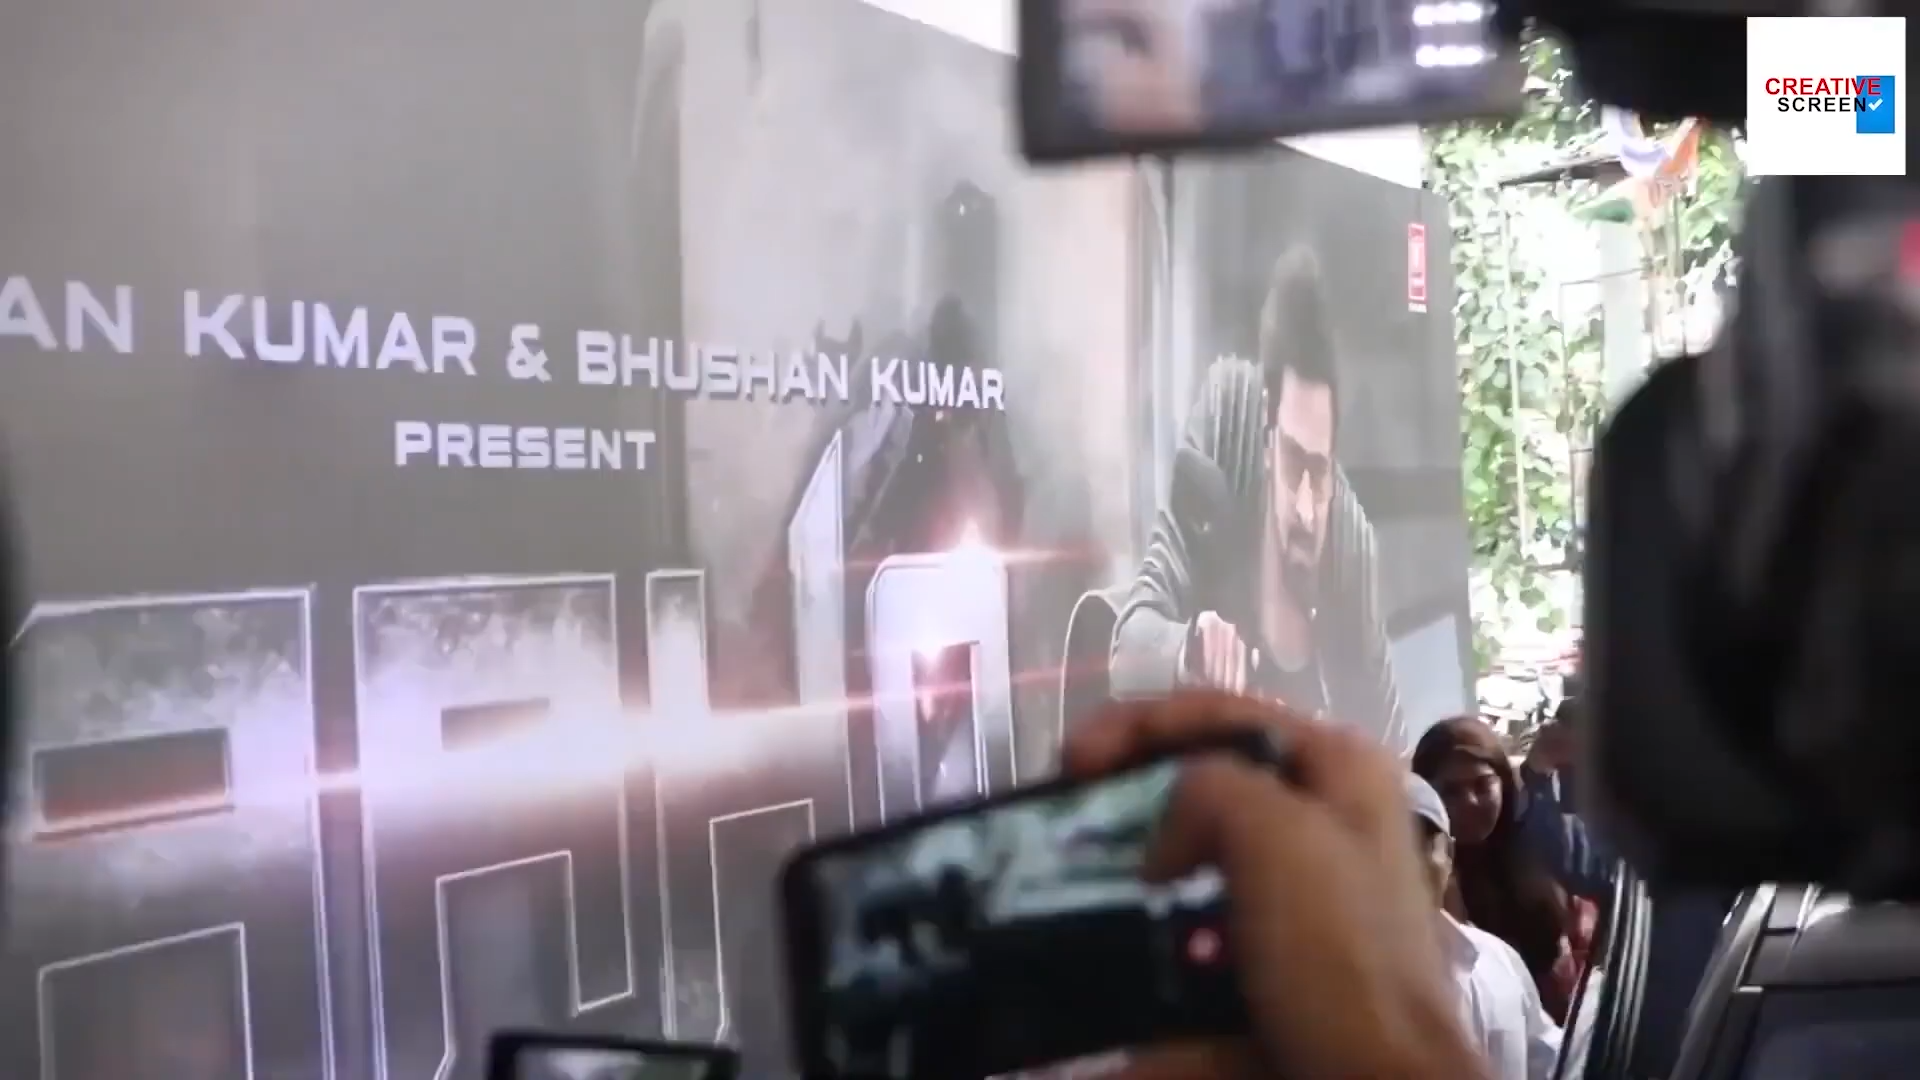 AN KUMAR & BHUSHAN KUMAR
PRESENT
CREATIVE
SCREEN